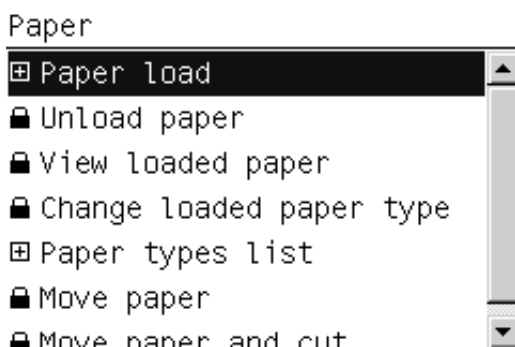 Paper
Paper load
Unload paper
View loaded paper
Change loaded paper type
Paper types list
Move paper
Move paper and cut